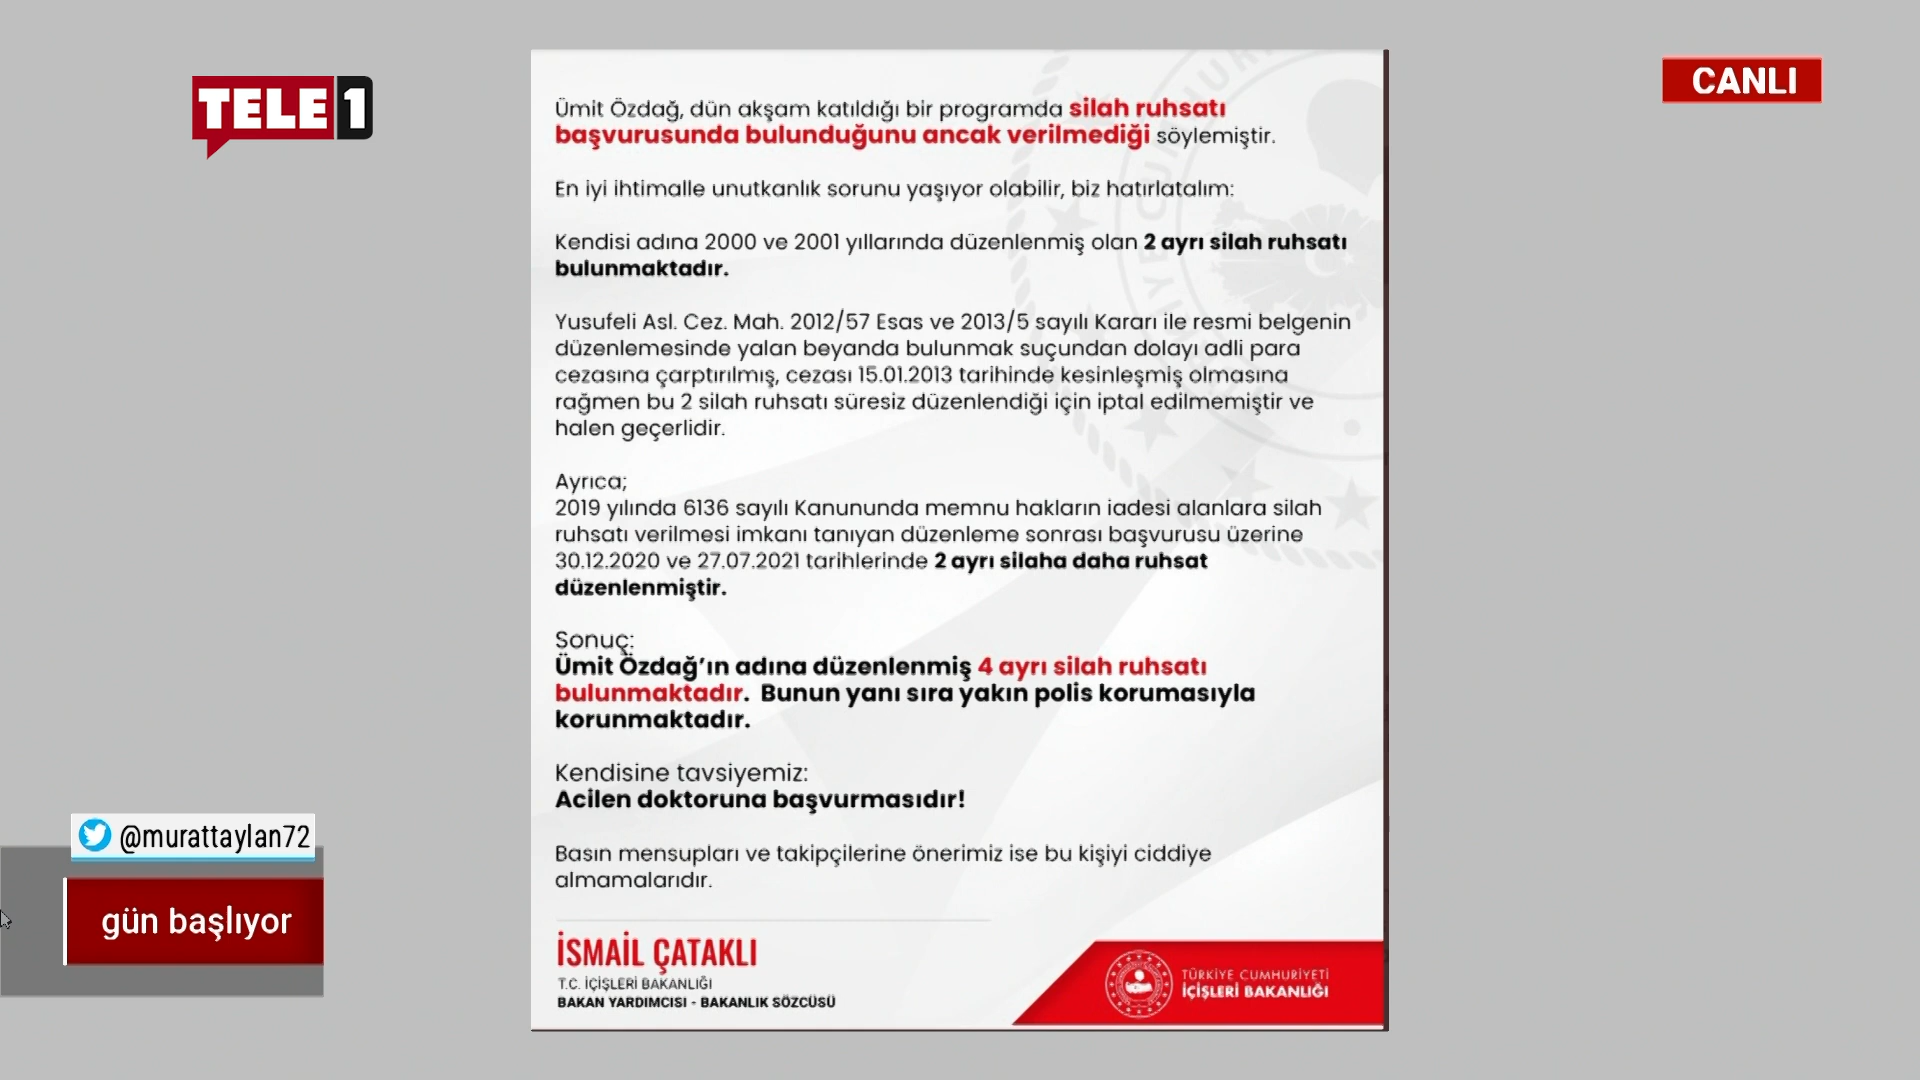 TELE1
CANLI
Ümit Özdağ, dün akşam katıldığı bir programda silah ruhsatı
başvurusunda bulunduğunu ancak verilmediği söylemiştir.
En iyi ihtimalle unutkanlık sorunu yaşıyor olabilir, biz hatırlatalım:
Kendisi adına 2000 ve 2001 yıllarında düzenlenmiş olan 2 ayrı silah ruhsatı
bulunmaktadır.
Yusufeli Asl. Cez. Mah. 2012/57 Esas ve 2013/5 sayılı Kararı ile resmi belgenin
düzenlemesinde yalan beyanda bulunmak suçundan dolayı adli para
cezasına çarptırılmış, cezası 15.01.2013 tarihinde kesinleşmiş olmasına
rağmen bu 2 silah ruhsatı süresiz düzenlendiği için iptal edilmemiştir ve
halen geçerlidir.
Ayrıca;
2019 yılında 6136 sayılı Kanununda memnu hakların iadesi alanlara silah
ruhsatı verilmesi imkanı tanıyan düzenleme sonrası başvurusu üzerine
30.12.2020 ve 27.07.2021 tarihlerinde 2 ayrı silaha daha ruhsat
düzenlenmiştir.
Sonuç:
Ümit Özdağ’ın adına düzenlenmiş 4 ayrı silah ruhsatı
bulunmaktadır. Bunun yanı sıra yakın polis korumasıyla
korunmaktadır.
Kendisine tavsiyemiz:
Acilen doktoruna başvurmasıdır!
Basın mensupları ve takipçilerine önerimiz ise bu kişiyi ciddiye
almamalarıdır.
İSMAİL ÇATAKLI
T.C. İÇİŞLERİ BAKANLIĞI
BAKAN YARDIMCISI - BAKANLIK SÖZCÜSÜ
TÜRKİYE CUMHURİYETİ
İÇİŞLERİ BAKANLIĞI
@murattaylan72
gün başlıyor